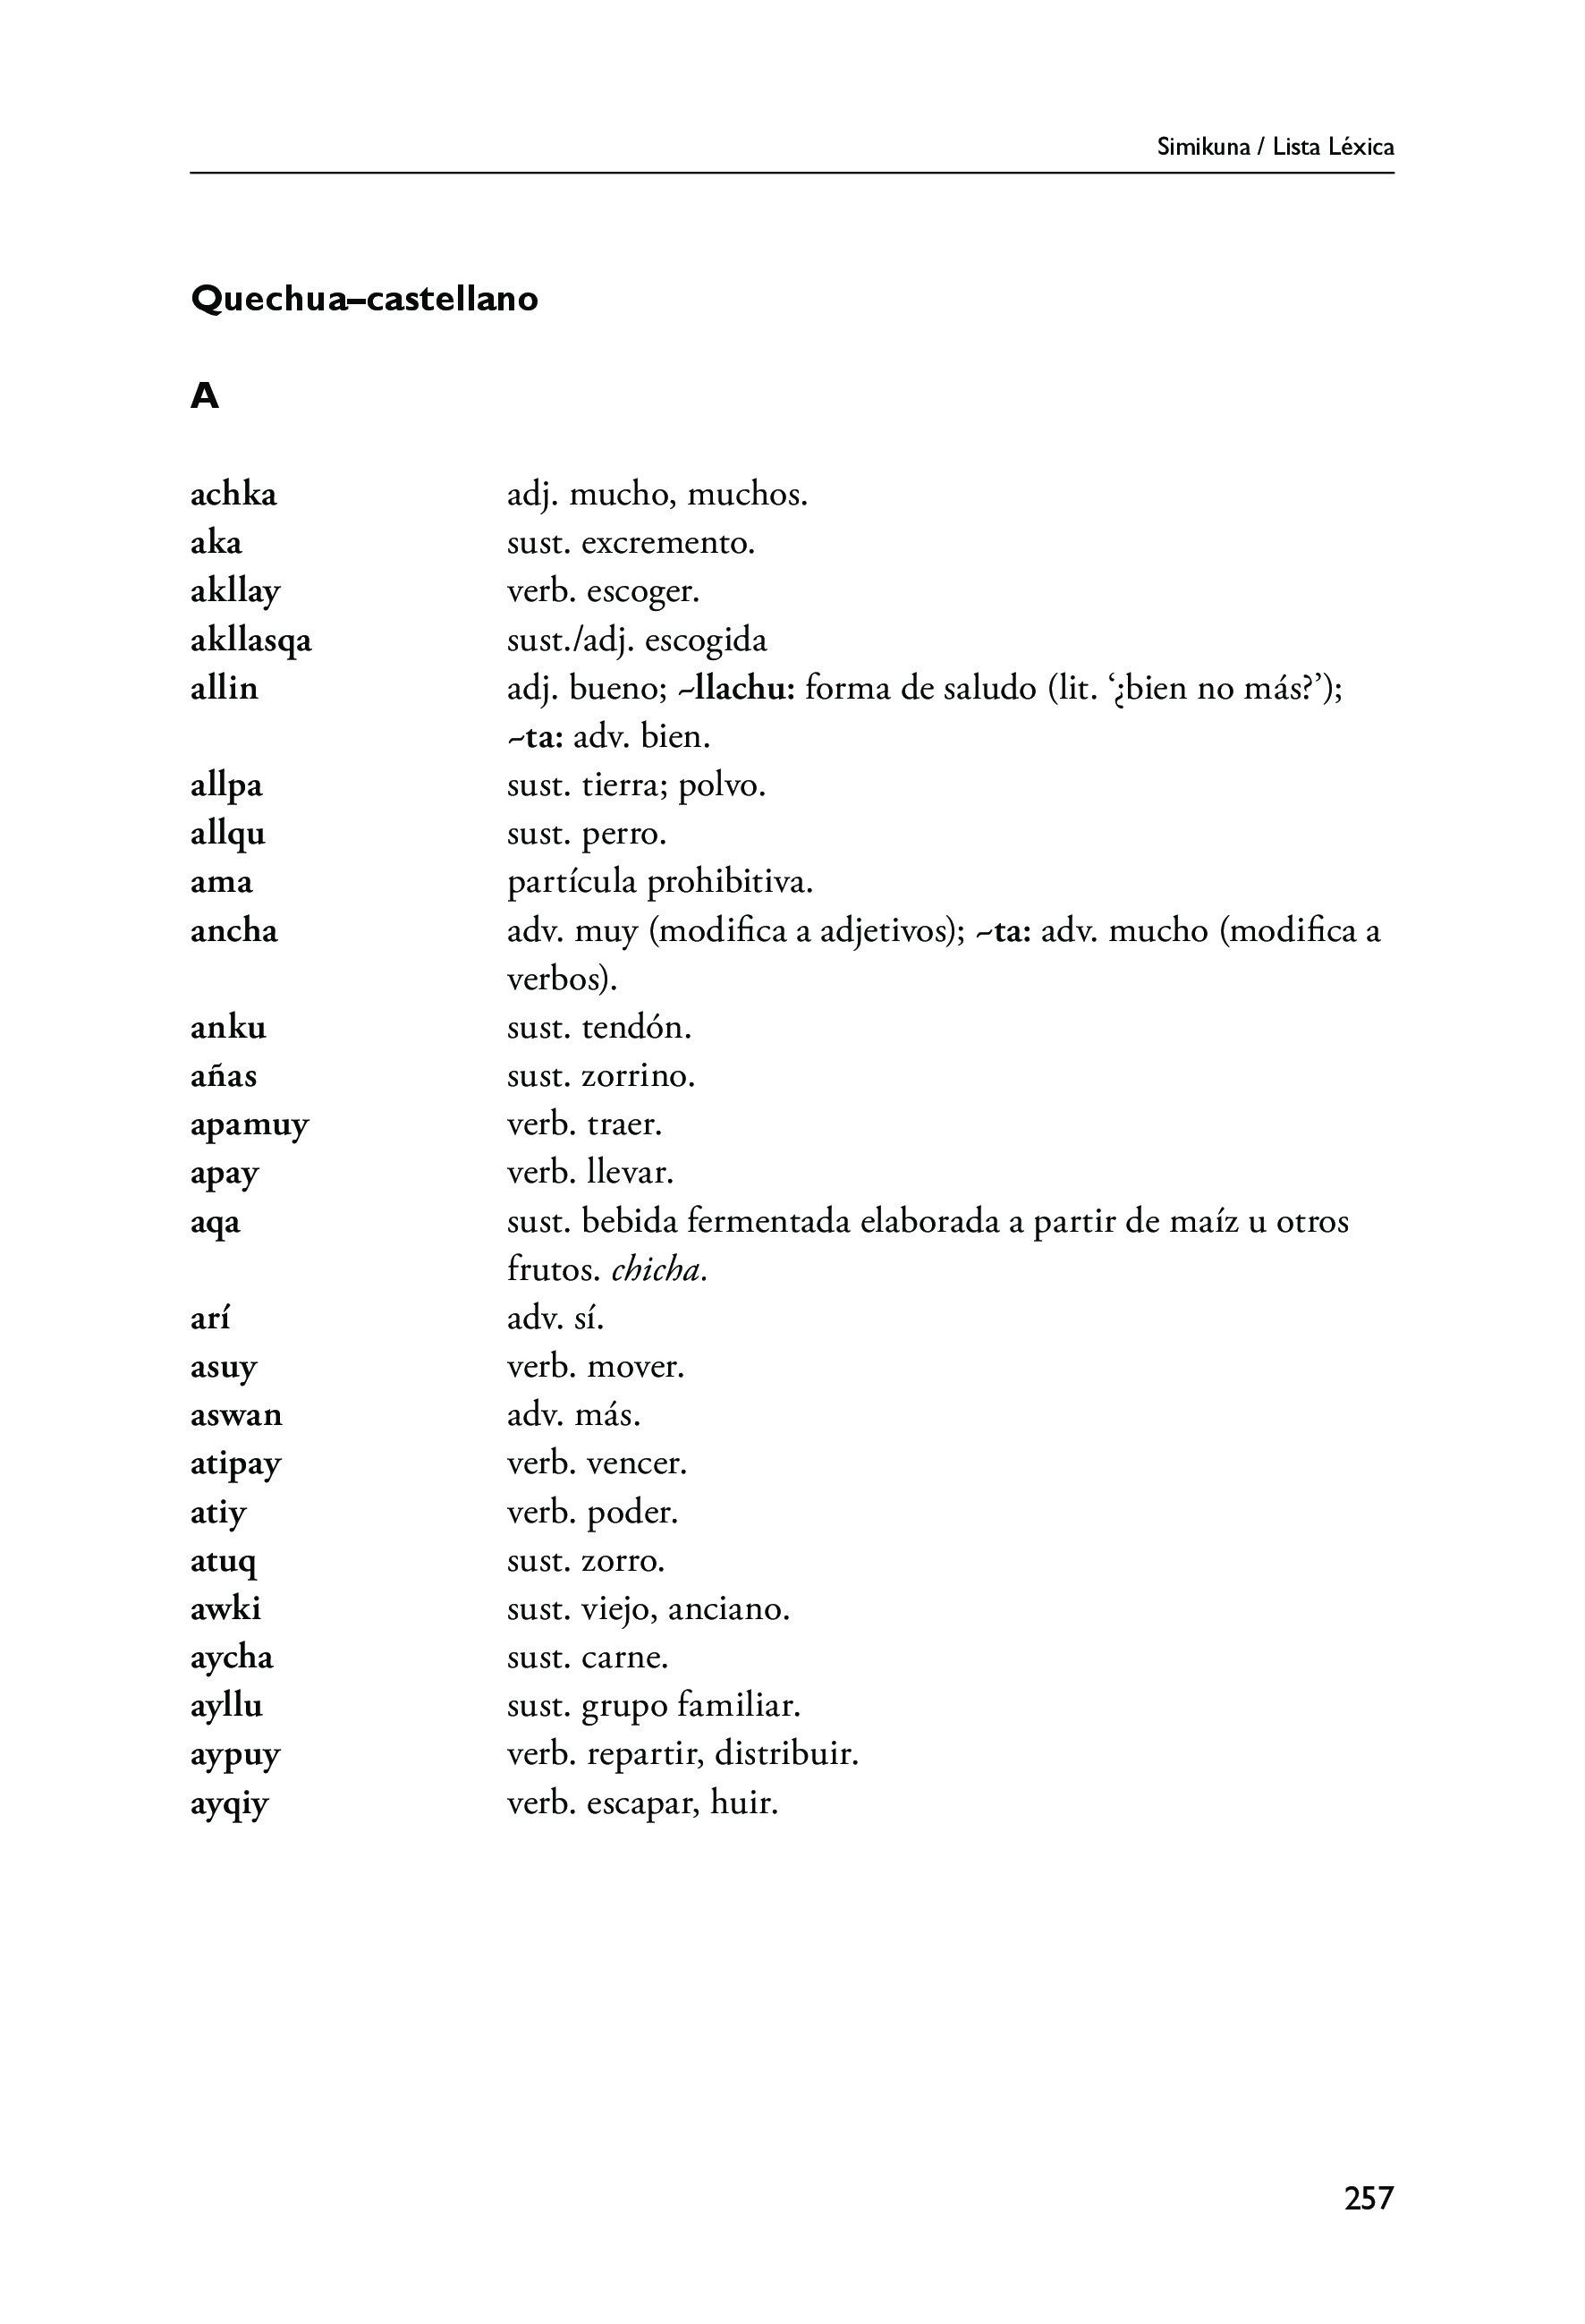 Simikuna / Lista Léxica
Quechua–castellano
A
achka adj. mucho, muchos.
aka sust. excremento.
akllay verb. escoger.
akllasqa sust./adj. escogida
allin adj. bueno; ~llachu: forma de saludo (lit. ‘¿bien no más?’);
~ta: adv. bien.
allpa sust. tierra; polvo.
allqu sust. perro.
ama partícula prohibitiva.
ancha adv. muy (modifica a adjetivos); ~ta: adv. mucho (modifica a
verbos).
anku sust. tendón.
añas sust. zorrino.
apamuy verb. traer.
apay verb. llevar.
aqa sust. bebida fermentada elaborada a partir de maíz u otros
frutos. chicha.
arí adv. sí.
asuy verb. mover.
aswan adv. más.
atipay verb. vencer.
atiy verb. poder.
atuq sust. zorro.
awki sust. viejo, anciano.
aycha sust. carne.
ayllu sust. grupo familiar.
aypuy verb. repartir, distribuir.
ayqiy verb. escapar, huir.
257